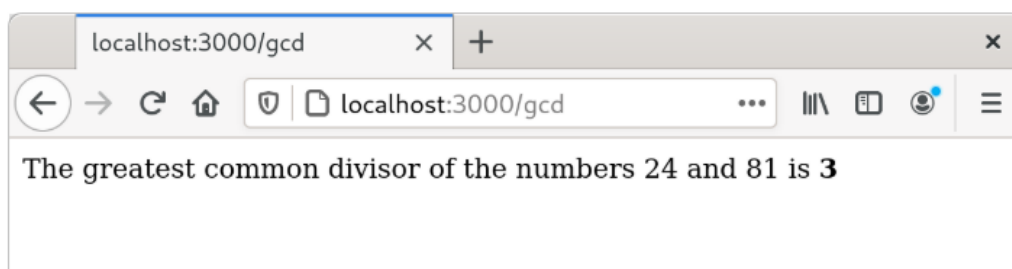 localhost:3000/gcd
localhost:3000/gcd
The greatest common divisor of the numbers 24 and 81 is 3